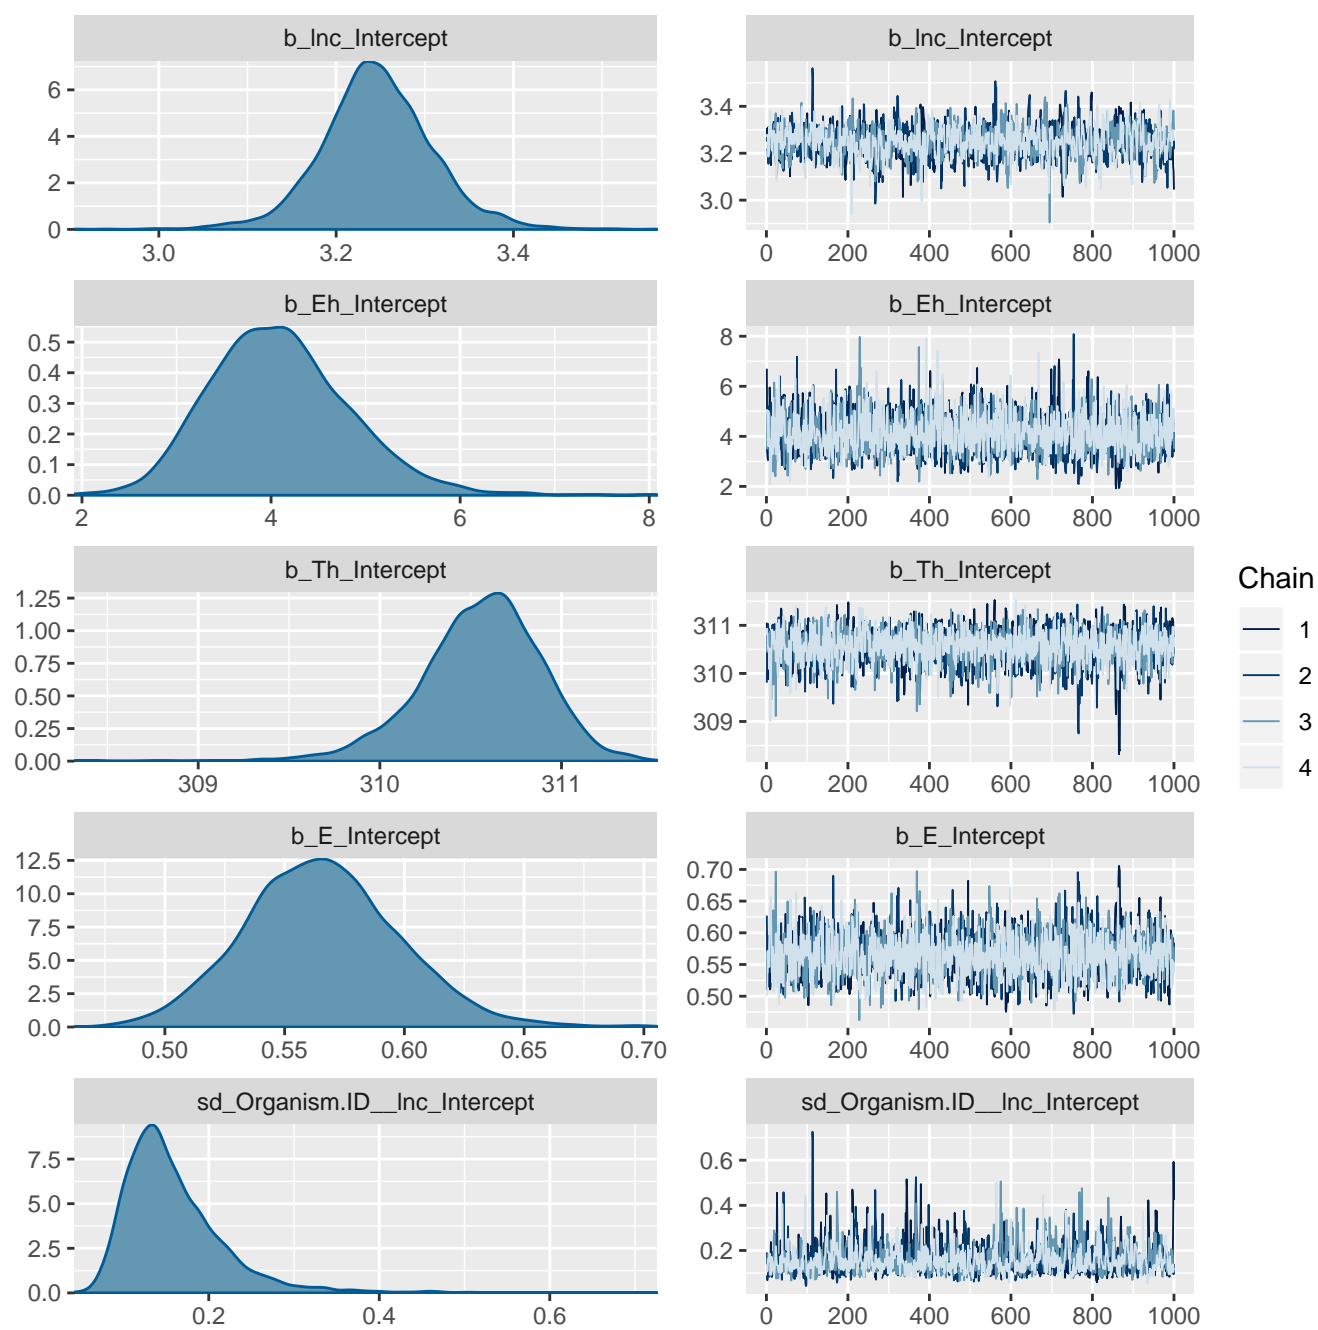 b_lnc_Intercept
6
4
2
0
3.0 3.2 3.4
b_lnc_Intercept
3.4
3.2
3.0
0 200 400 600 800 1000
b_Eh_Intercept
0.5
0.4
0.3
0.2
0.1
0.0
2 4 6 8
b_Eh_Intercept
8
6
4
2
0 200 400 600 800 1000
b_Th_Intercept
1.25
1.00
0.75
0.50
0.25
0.00
309 310 311
b_Th_Intercept
311
310
309
0 200 400 600 800 1000
b_E_Intercept
12.5
10.0
7.5
5.0
2.5
0.0
0.50 0.55 0.60 0.65 0.70
b_E_Intercept
0.70
0.65
0.60
0.55
0.50
0 200 400 600 800 1000
sd_Organism.ID__lnc_Intercept
7.5
5.0
2.5
0.0
0.2 0.4 0.6
sd_Organism.ID__lnc_Intercept
0.6
0.4
0.2
0 200 400 600 800 1000
Chain
1
2
3
4